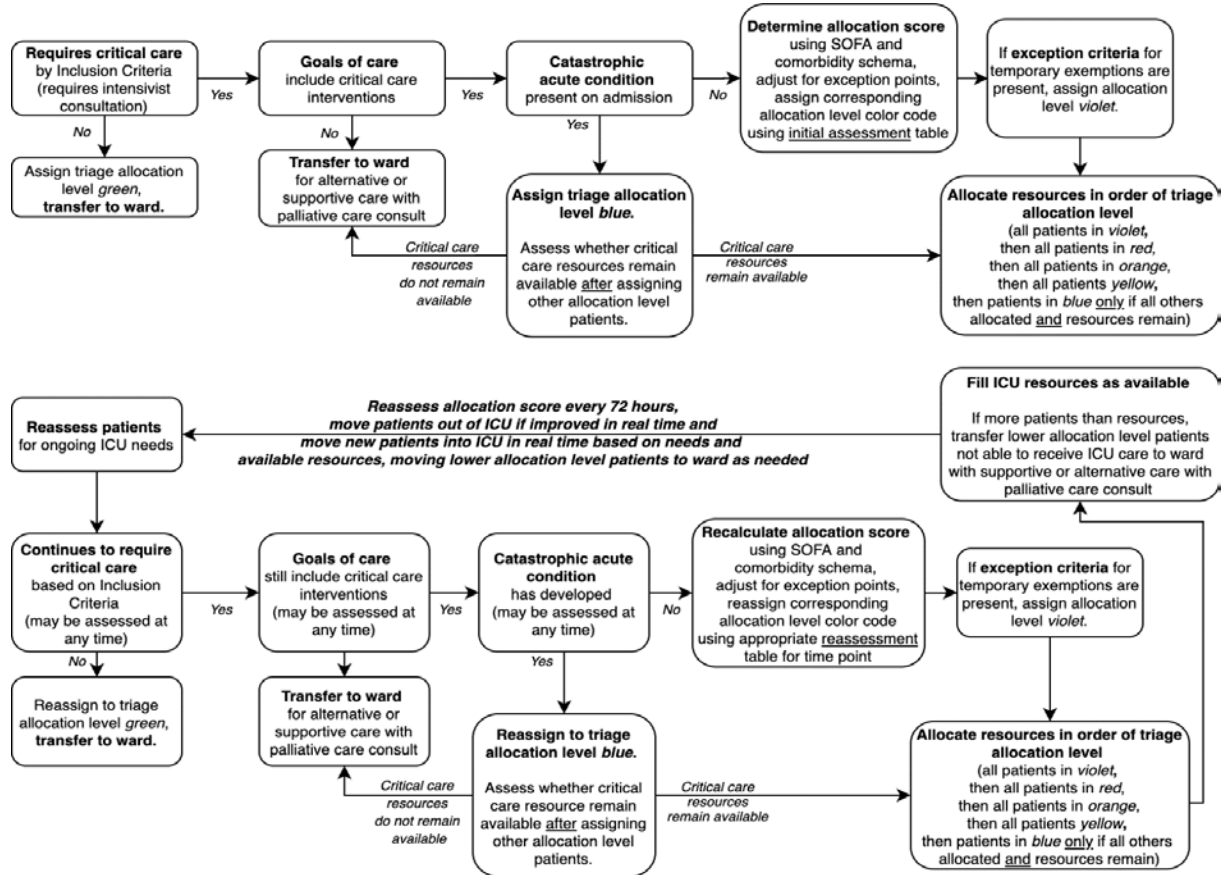 Requires critical care
by Inclusion Criteria
(requires intensivist
consultation)
Yes
No
Assign triage allocation
level green,
transfer to ward.
Goals of care
include critical care
interventions
Yes
No
Transfer to ward
for alternative or
supportive care with
palliative care consult
Catastrophic
acute condition
present on admission
No
Yes
Assign triage allocation
level blue.
Assess whether critical
care resources remain
available after assigning
other allocation level
patients.
Critical care
resources
do not remain
available
Critical care
resources
remain available
Determine allocation score
using SOFA and
comorbidity schema,
adjust for exception points,
assign corresponding
allocation level color code
using initial assessment table
If exception criteria for
temporary exemptions are
present, assign allocation
level violet.
Allocate resources in order of triage
allocation level
(all patients in violet,
then all patients in red,
then all patients in orange,
then all patients yellow,
then patients in blue only if all others
allocated and resources remain)
Fill ICU resources as available
If more patients than resources,
transfer lower allocation level patients
not able to receive ICU care to ward
with supportive or alternative care with
palliative care consult
Reassess allocation score every 72 hours,
move patients out of ICU if improved in real time and
move new patients into ICU in real time based on needs and
available resources, moving lower allocation level patients to ward as needed
Reassess patients
for ongoing ICU needs
Continues to require
critical care
based on Inclusion
Criteria
(may be assessed at
any time)
Yes
No
Reassign to triage
allocation level green,
transfer to ward.
Goals of care
still include critical care
interventions
(may be assessed at
any time)
Yes
No
Transfer to ward
for alternative or
supportive care with
palliative care consult
Catastrophic acute
condition
has developed
(may be assessed at
any time)
No
Yes
Reassign to triage
allocation level blue.
Assess whether critical
care resource remain
available after assigning
other allocation level
patients.
Critical care
resources
do not remain
available
Critical care
resources
remain available
Recalculate allocation score
using SOFA and
comorbidity schema,
adjust for exception points,
reassign corresponding
allocation level color code
using appropriate reassessment
table for time point
If exception criteria for
temporary exemptions are
present, assign allocation
level violet.
Allocate resources in order of triage
allocation level
(all patients in violet,
then all patients in red,
then all patients in orange,
then all patients yellow,
then patients in blue only if all others
allocated and resources remain)